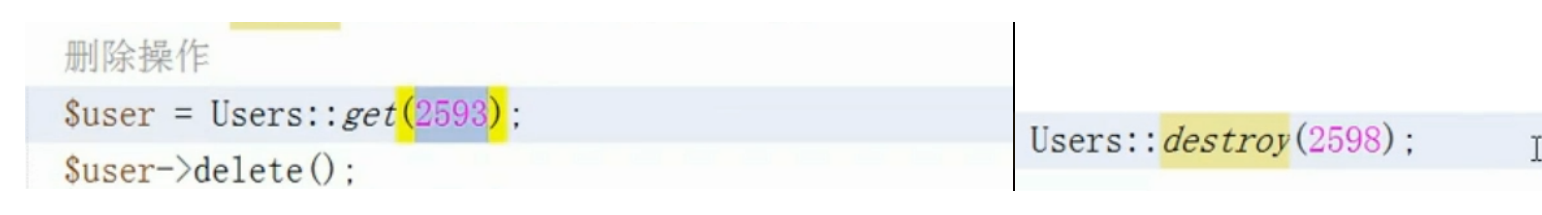 删除操作
$user = Users::get(2593);
$user->delete();
Users::destroy(2598);